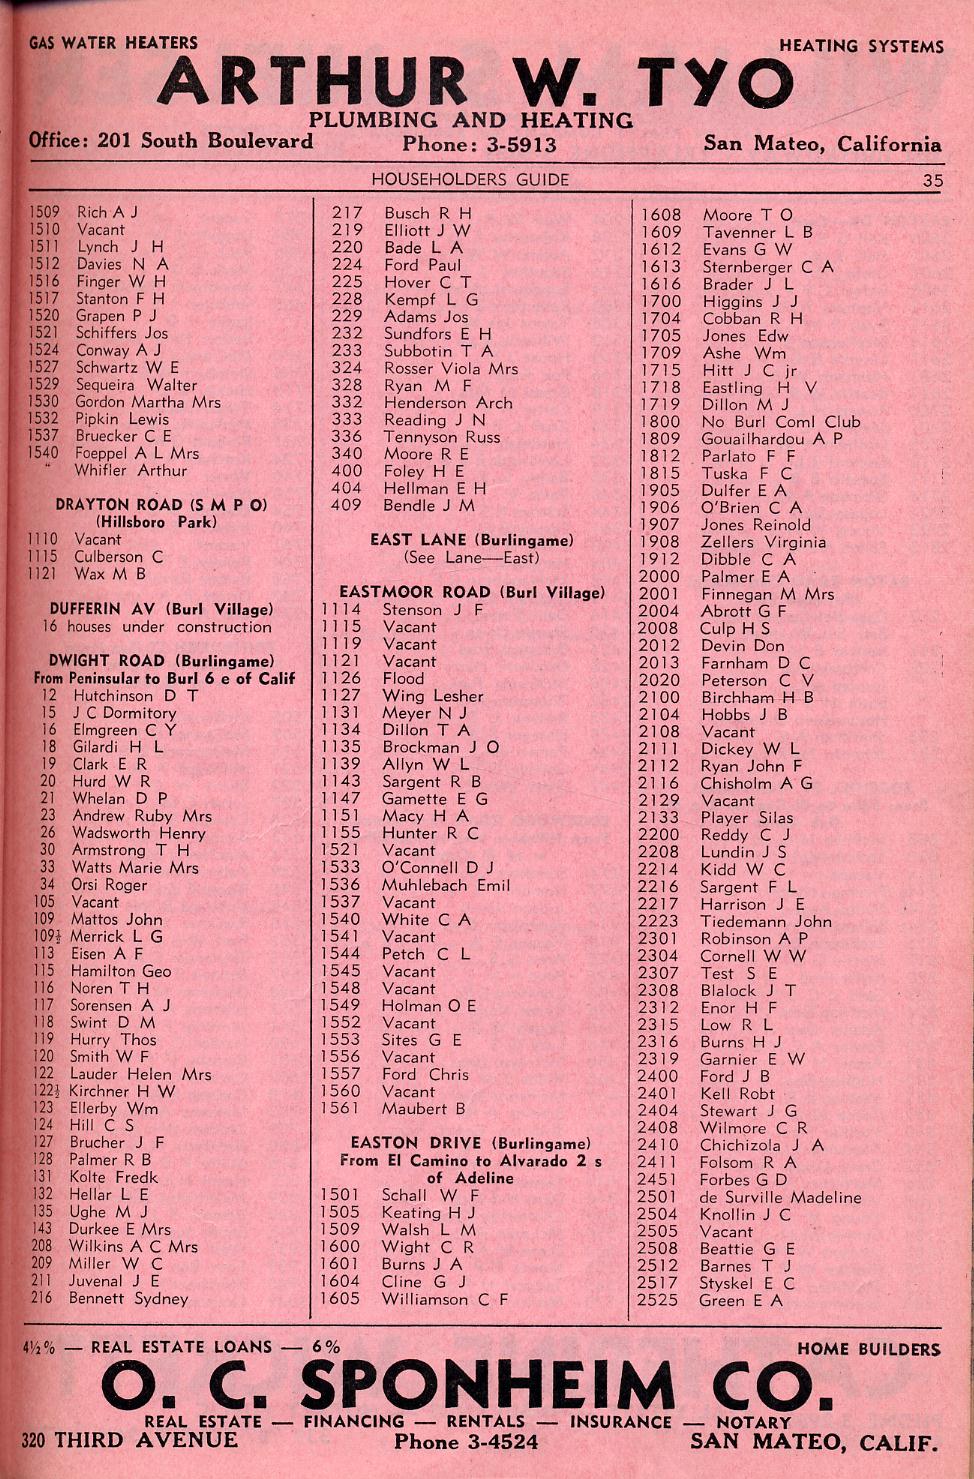 GAS WATER HEATERS HEATING SYSTEMS
ARTHUR W. TYO
PLUMBING AND HEATING
Office: 201 South Boulevard Phone: 3-5913 San Mateo, California
HOUSEHOLDERS GUIDE 35
1509 Rich A J
1510 Vacant
1511 Lynch J H
1512 Davies N A
1516 Finger W H
1517 Stanton F H
1520 Grapen P J
1521 Schiffers Jos
1524 Conway A J
1527 Schwartz W E
1529 Sequeira Walter
1530 Gordon Martha Mrs
1532 Pipkin Lewis
1537 Bruecker C E
1540 Foeppel A L Mrs
" Whifler Arthur
DRAYTON ROAD (S M P O)
(Hillsboro Park)
1110 Vacant
1115 Culberson C
1121 Wax M B
DUFFERIN AV (Burl Village)
16 houses under construction
DWIGHT ROAD (Burlingame)
From Peninsular to Burl 6 e of Calif
12 Hutchinson D T
15 J C Dormitory
16 Elmgreen C Y
18 Gilardi H L
19 Clark E R
20 Hurd W R
21 Whelan D P
23 Andrew Ruby Mrs
26 Wadsworth Henry
30 Armstrong T H
33 Watts Marie Mrs
34 Orsi Roger
105 Vacant
109 Mattos John
109½ Merrick L G
113 Eisen A F
115 Hamilton Geo
116 Noren T H
117 Sorensen A J
118 Swint D M
119 Hurry Thos
120 Smith W F
122 Lauder Helen Mrs
122½ Kirchner H W
123 Ellerby Wm
124 Hill C S
127 Brucher J F
128 Palmer R B
131 Kolte Fredk
132 Hellar L E
135 Ughe M J
143 Durkee E Mrs
208 Wilkins A C Mrs
209 Miller W C
211 Juvenal J E
216 Bennett Sydney
217 Busch R H
219 Elliott J W
220 Bade L A
224 Ford Paul
225 Hover C T
228 Kempf L G
229 Adams Jos
232 Sundfors E H
233 Subbotin T A
324 Rosser Viola Mrs
328 Ryan M F
332 Henderson Arch
333 Reading J N
336 Tennyson Russ
340 Moore R E
400 Foley H E
404 Hellman E H
409 Bendle J M
EAST LANE (Burlingame)
(See Lane—East)
EASTMOOR ROAD (Burl Village)
1114 Stenson J F
1115 Vacant
1119 Vacant
1121 Vacant
1126 Flood
1127 Wing Lesher
1131 Meyer N J
1134 Dillon T A
1135 Brockman J O
1139 Allyn W L
1143 Sargent R B
1147 Gamette E G
1151 Macy H A
1155 Hunter R C
1521 Vacant
1533 O'Connell D J
1536 Muhlebach Emil
1537 Vacant
1540 White C A
1541 Vacant
1544 Petch C L
1545 Vacant
1548 Vacant
1549 Holman O E
1552 Vacant
1553 Sites G E
1556 Vacant
1557 Ford Chris
1560 Vacant
1561 Maubert B
EASTON DRIVE (Burlingame)
From El Camino to Alvarado 2 s
of Adeline
1501 Schall W F
1505 Keating H J
1509 Walsh L M
1600 Wight C R
1601 Burns J A
1604 Cline G J
1605 Williamson C F
1608 Moore T O
1609 Tavenner L B
1612 Evans G W
1613 Sternberger C A
1616 Brader J L
1700 Higgins J J
1704 Cobban R H
1705 Jones Edw
1709 Ashe Wm
1715 Hitt J C jr
1718 Eastling H V
1719 Dillon M J
1800 No Burl Coml Club
1809 Gouailhardou A P
1812 Parlato F F
1815 Tuska F C
1905 Dulfer E A
1906 O'Brien C A
1907 Jones Reinold
1908 Zellers Virginia
1912 Dibble C A
2000 Palmer E A
2001 Finnegan M Mrs
2004 Abrott G F
2008 Culp H S
2012 Devin Don
2013 Farnham D C
2020 Peterson C V
2100 Birchham H B
2104 Hobbs J B
2108 Vacant
2111 Dickey W L
2112 Ryan John F
2116 Chisholm A G
2129 Vacant
2133 Player Silas
2200 Reddy C J
2208 Lundin J S
2214 Kidd W C
2216 Sargent F L
2217 Harrison J E
2223 Tiedemann John
2301 Robinson A P
2304 Cornell W W
2307 Test S E
2308 Blalock J T
2312 Enor H F
2315 Low R L
2316 Burns H J
2319 Garnier E W
2400 Ford J B
2401 Kell Robt
2404 Stewart J G
2408 Wilmore C R
2410 Chichizola J A
2411 Folsom R A
2451 Forbes G D
2501 de Surville Madeline
2504 Knollin J C
2505 Vacant
2508 Beattie G E
2512 Barnes T J
2517 Styskel E C
2525 Green E A
4½% — REAL ESTATE LOANS — 6% HOME BUILDERS
O. C. SPONHEIM CO.
REAL ESTATE — FINANCING — RENTALS — INSURANCE — NOTARY
320 THIRD AVENUE Phone 3-4524 SAN MATEO, CALIF.